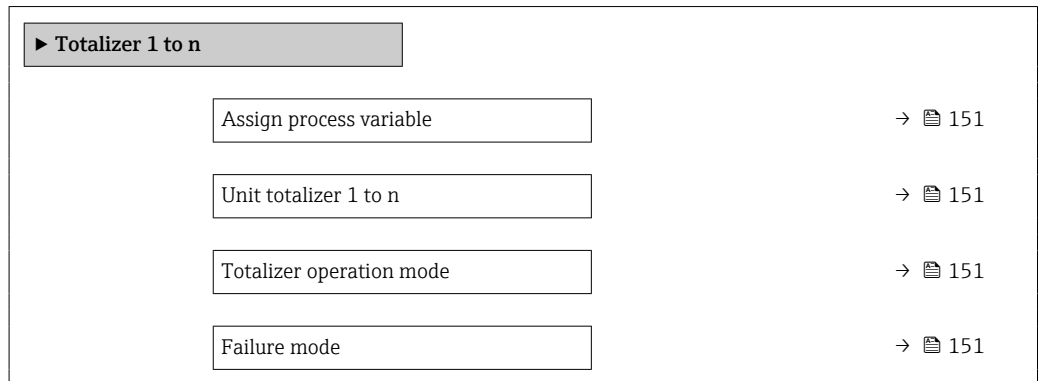 ▶ Totalizer 1 to n
Assign process variable → 151
Unit totalizer 1 to n → 151
Totalizer operation mode → 151
Failure mode → 151